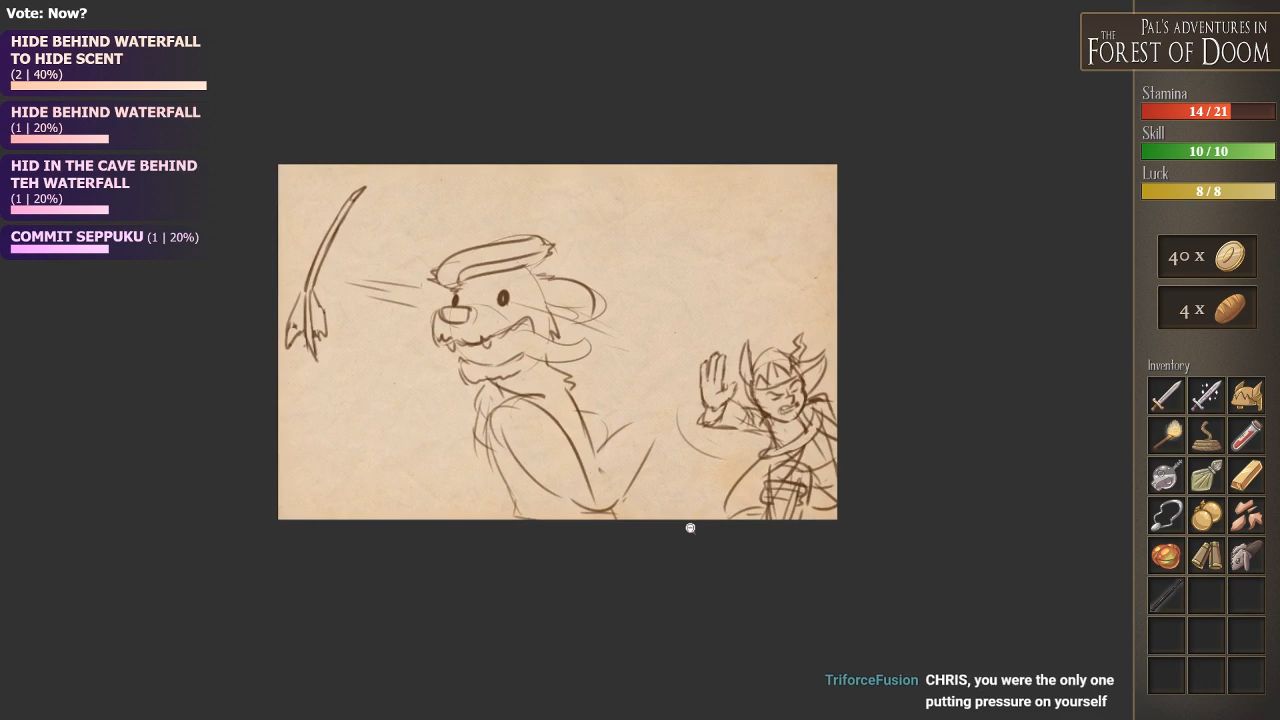 Vote: Now?
HIDE BEHIND WATERFALL
TO HIDE SCENT
(2 | 40%)
HIDE BEHIND WATERFALL
(1 | 20%)
HID IN THE CAVE BEHIND
TEH WATERFALL
(1 | 20%)
COMMIT SEPPUKU (1 | 20%)
PAL'S ADVENTURES IN
THE FOREST OF DOOM
Stamina
14 / 21
Skill
10 / 10
Luck
8 / 8
40 x
4 x
Inventory
TriforceFusion CHRIS, you were the only one
putting pressure on yourself